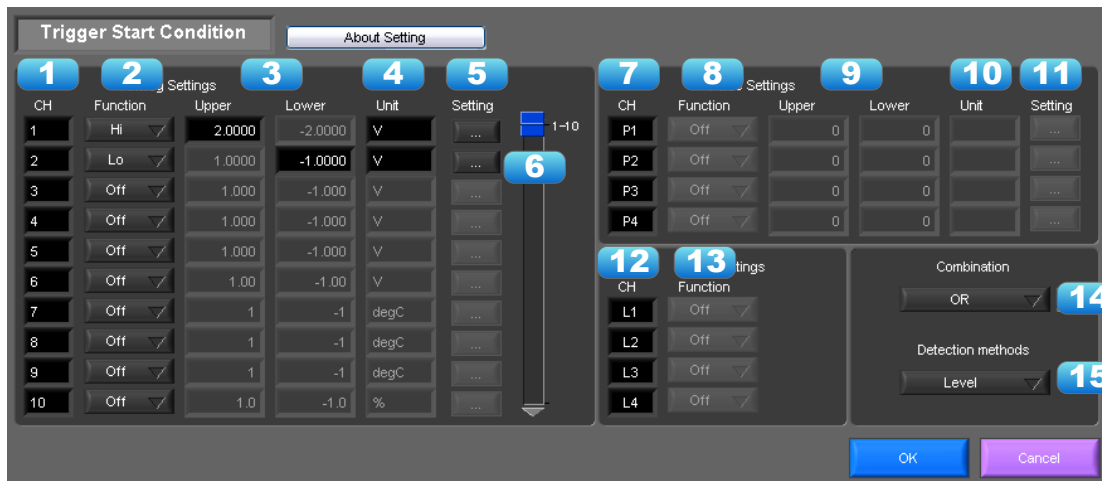 Trigger Start Condition
About Setting
1 2 3 4 5
g Settings
CH Function Upper Lower Unit Setting
1 Hi 2.0000 -2.0000 V ...
2 Lo 1.0000 -1.0000 V ...
3 Off 1.000 -1.000 V ...
4 Off 1.000 -1.000 V ...
5 Off 1.000 -1.000 V ...
6 Off 1.00 -1.00 V ...
7 Off 1 -1 degC ...
8 Off 1 -1 degC ...
9 Off 1 -1 degC ...
10 Off 1.0 -1.0 % ...
1-10
6
7 8 9 10 11
Settings
CH Function Upper Lower Unit Setting
P1 Off 0 0 ...
P2 Off 0 0 ...
P3 Off 0 0 ...
P4 Off 0 0 ...
12 13
tings
CH Function
L1 Off
L2 Off
L3 Off
L4 Off
Combination
OR
14
Detection methods
Level
15
OK
Cancel